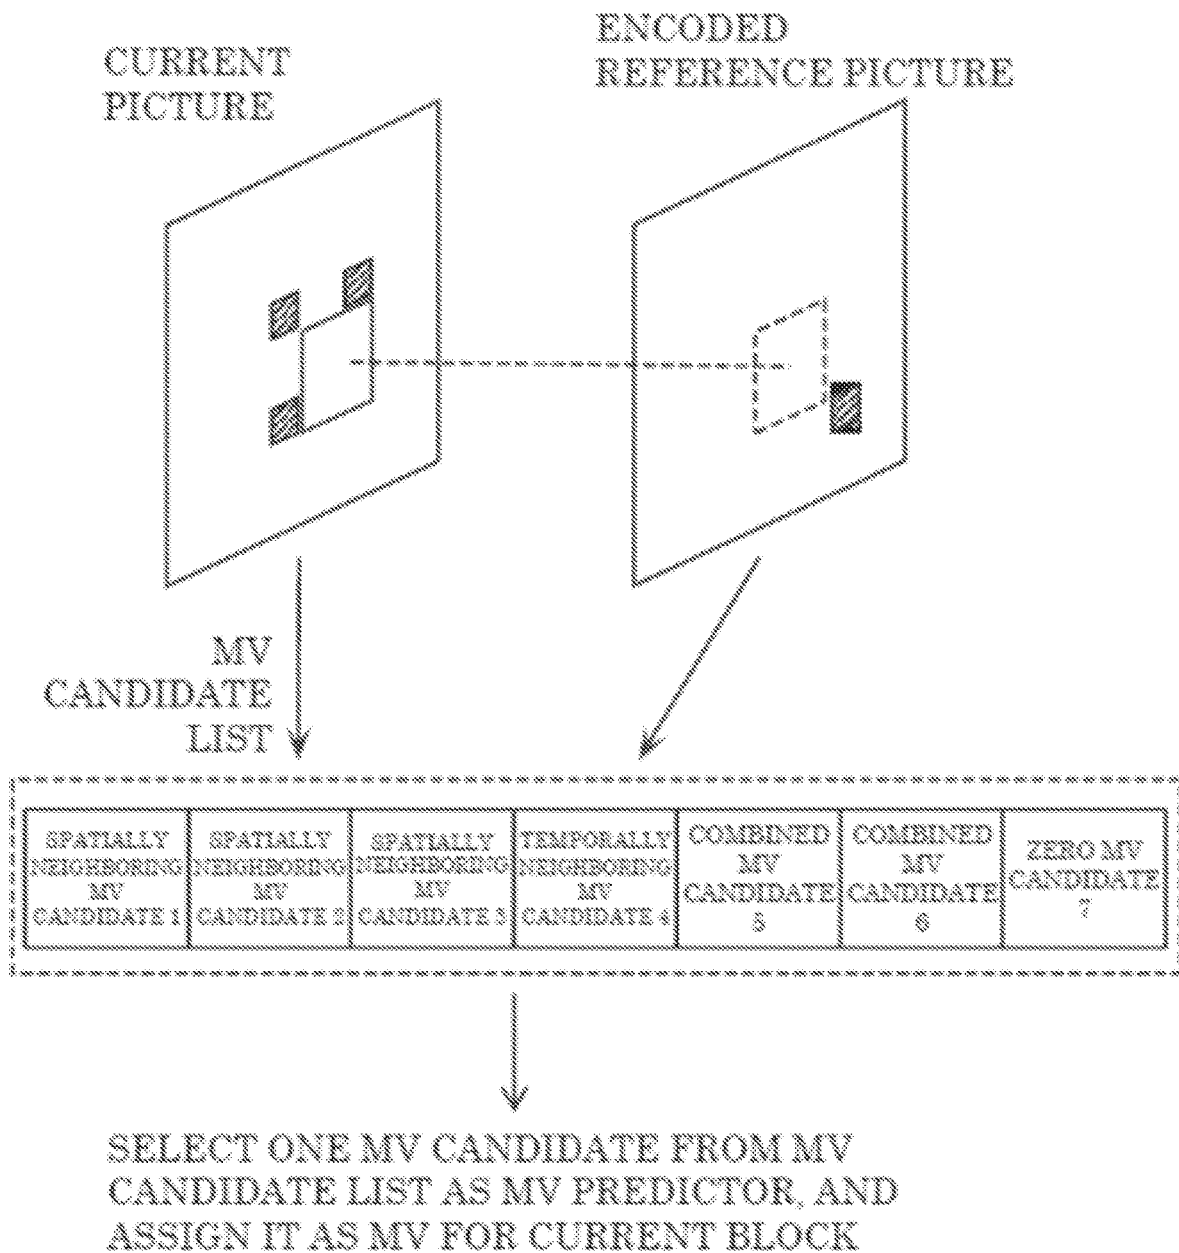 CURRENT
PICTURE
ENCODED
REFERENCE PICTURE
MV
CANDIDATE
LIST
SPATIALLY
NEIGHBORING
MV
CANDIDATE 1
SPATIALLY
NEIGHBORING
MV
CANDIDATE 2
SPATIALLY
NEIGHBORING
MV
CANDIDATE 3
TEMPORALLY
NEIGHBORING
MV
CANDIDATE 4
COMBINED
MV
CANDIDATE
5
COMBINED
MV
CANDIDATE
6
ZERO MV
CANDIDATE
7
SELECT ONE MV CANDIDATE FROM MV
CANDIDATE LIST AS MV PREDICTOR, AND
ASSIGN IT AS MV FOR CURRENT BLOCK